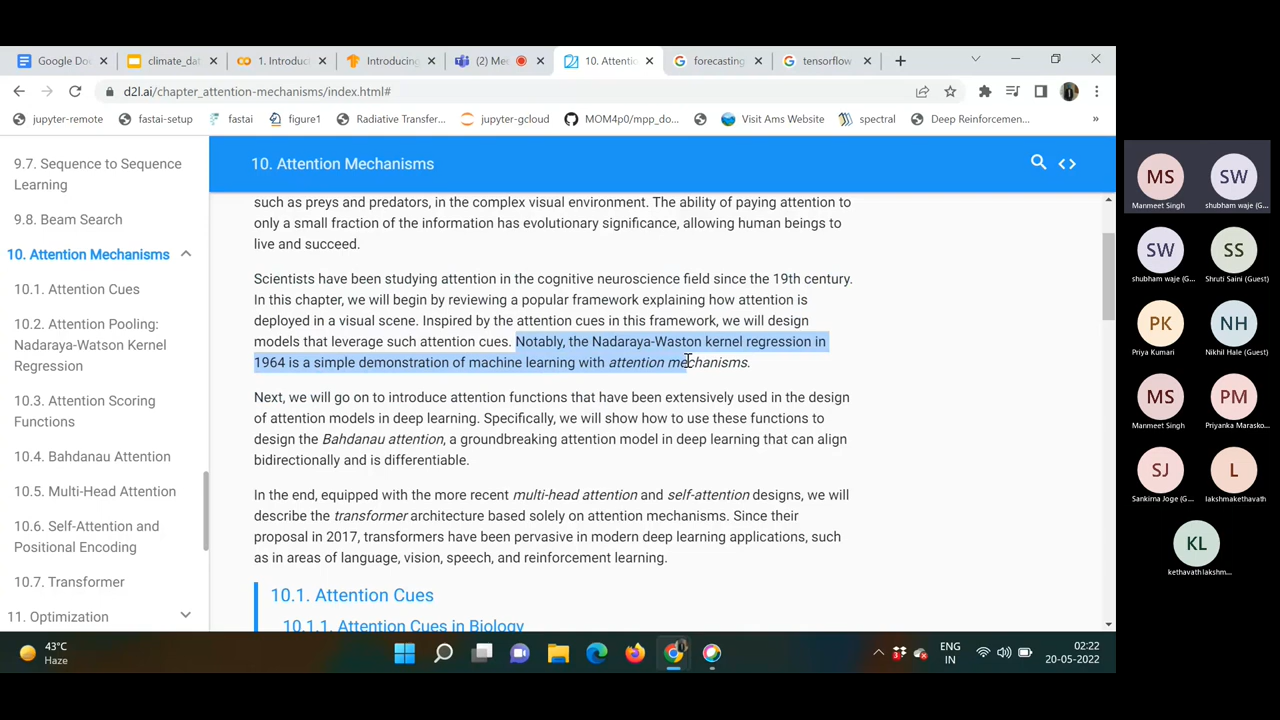 Google Do
climate_dat
1. Introduc
Introducing
(2) Me
10. Attenti
forecasting
tensorflow
d2l.ai/chapter_attention-mechanisms/index.html#
jupyter-remote
fastai-setup
fastai
figure1
Radiative Transfer...
jupyter-gcloud
MOM4p0/mpp_do...
Visit Ams Website
spectral
Deep Reinforcemen...
»
9.7. Sequence to Sequence
Learning
9.8. Beam Search
10. Attention Mechanisms
10.1. Attention Cues
10.2. Attention Pooling:
Nadaraya-Watson Kernel
Regression
10.3. Attention Scoring
Functions
10.4. Bahdanau Attention
10.5. Multi-Head Attention
10.6. Self-Attention and
Positional Encoding
10.7. Transformer
11. Optimization
10. Attention Mechanisms
such as preys and predators, in the complex visual environment. The ability of paying attention to
only a small fraction of the information has evolutionary significance, allowing human beings to
live and succeed.
Scientists have been studying attention in the cognitive neuroscience field since the 19th century.
In this chapter, we will begin by reviewing a popular framework explaining how attention is
deployed in a visual scene. Inspired by the attention cues in this framework, we will design
models that leverage such attention cues. Notably, the Nadaraya-Waston kernel regression in
1964 is a simple demonstration of machine learning with attention mechanisms.
Next, we will go on to introduce attention functions that have been extensively used in the design
of attention models in deep learning. Specifically, we will show how to use these functions to
design the Bahdanau attention, a groundbreaking attention model in deep learning that can align
bidirectionally and is differentiable.
In the end, equipped with the more recent multi-head attention and self-attention designs, we will
describe the transformer architecture based solely on attention mechanisms. Since their
proposal in 2017, transformers have been pervasive in modern deep learning applications, such
as in areas of language, vision, speech, and reinforcement learning.
10.1. Attention Cues
10.1.1. Attention Cues in Biology
MS
Manmeet Singh
SW
shubham waje (G...
SW
shubham waje (G...
SS
Shruti Saini (Guest)
PK
Priya Kumari
NH
Nikhil Hale (Guest)
MS
Manmeet Singh
PM
Priyanka Marasko...
SJ
Sankirna Joge (G...
L
lakshmakethavath
KL
kethavath lakshm...
43°C
Haze
ENG
IN
02:22
20-05-2022